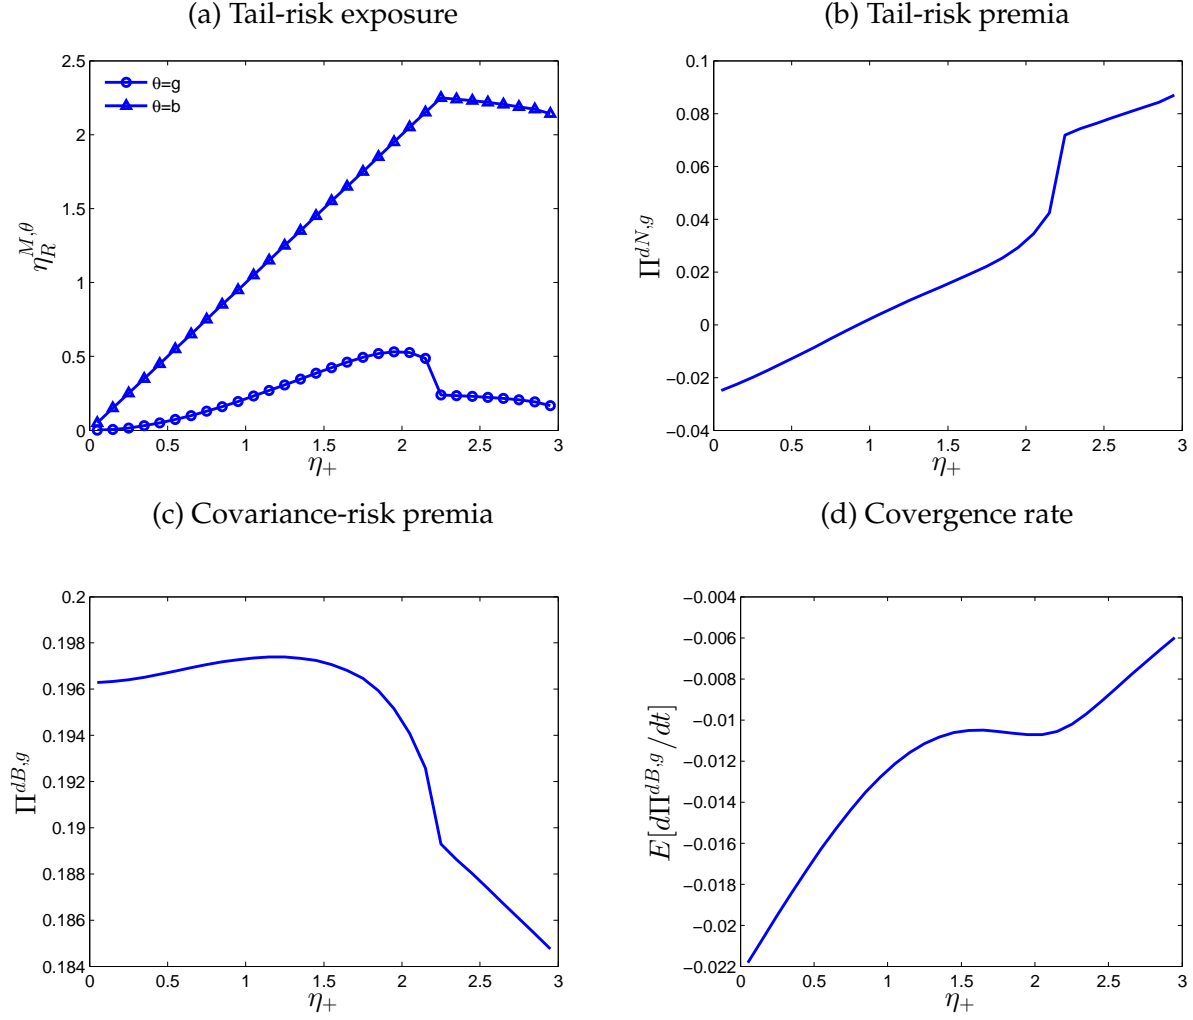 (a) Tail-risk exposure
2.5
2
1.5
1
0.5
0
0 0.5 1 1.5 2 2.5 3
θ=g
θ=b
η_R^{M,θ}
η₊
(b) Tail-risk premia
0.1
0.08
0.06
0.04
0.02
0
−0.02
−0.04
0 0.5 1 1.5 2 2.5 3
Π^{dN,g}
η₊
(c) Covariance-risk premia
0.2
0.198
0.196
0.194
0.192
0.19
0.188
0.186
0.184
0 0.5 1 1.5 2 2.5 3
Π^{dB,g}
η₊
(d) Covergence rate
−0.004
−0.006
−0.008
−0.01
−0.012
−0.014
−0.016
−0.018
−0.02
−0.022
0 0.5 1 1.5 2 2.5 3
E[dΠ^{dB,g}/dt]
η₊